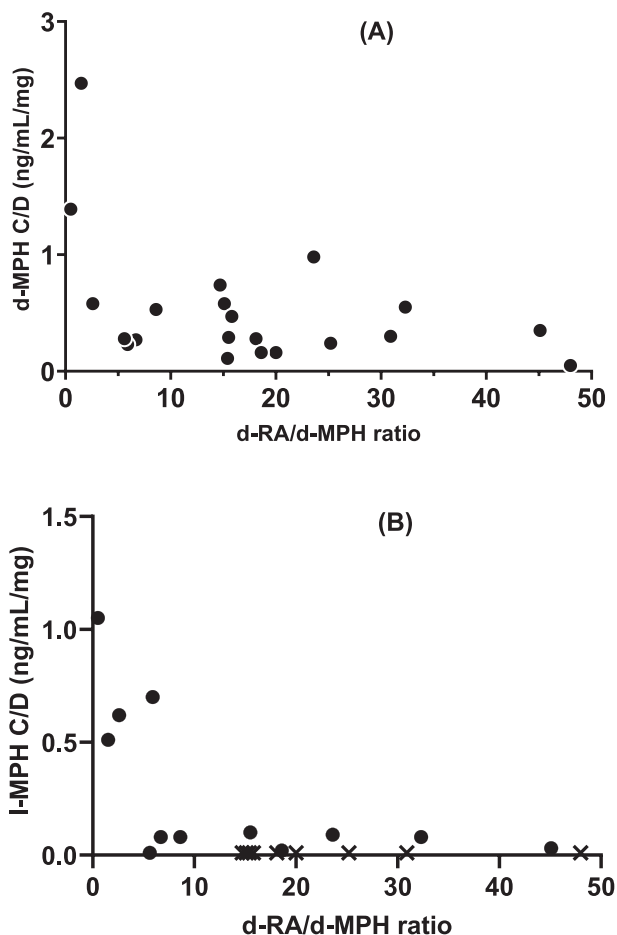 (A)
3
2
1
0
d-MPH C/D (ng/mL/mg)
0 10 20 30 40 50
d-RA/d-MPH ratio
(B)
1.5
1.0
0.5
0.0
l-MPH C/D (ng/mL/mg)
0 10 20 30 40 50
d-RA/d-MPH ratio